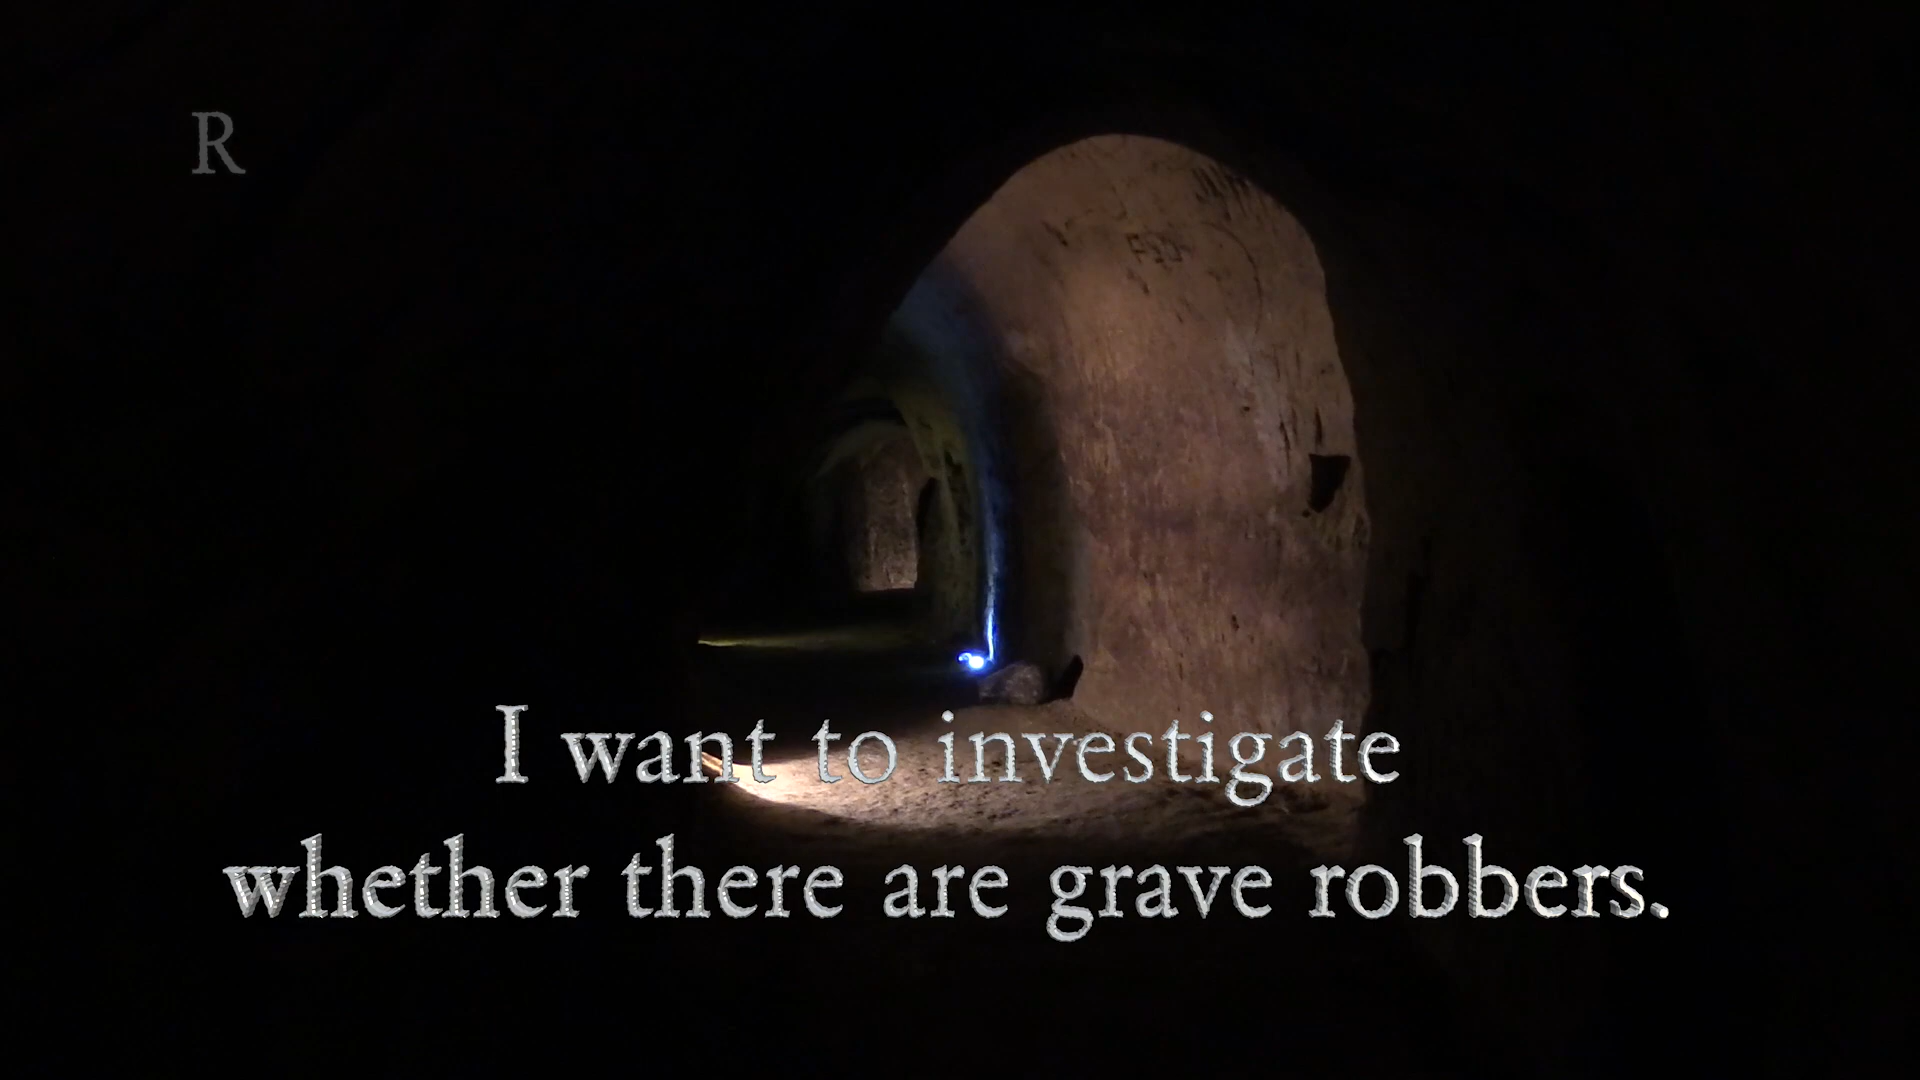 R
I want to investigate
whether there are grave robbers.